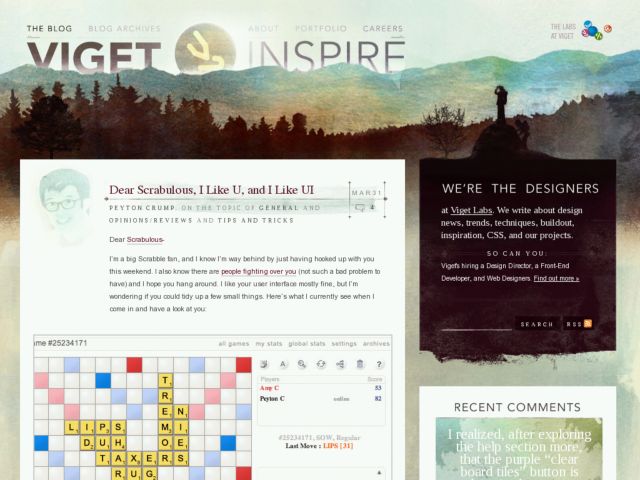 THE BLOG BLOG ARCHIVES ABOUT PORTFOLIO CAREERS
THE LABS
AT VIGET
VIGET INSPIRE
Dear Scrabulous, I Like U, and I Like UI
MAR31
4
PEYTON CRUMP, ON THE TOPIC OF GENERAL AND
OPINIONS/REVIEWS AND TIPS AND TRICKS
Dear Scrabulous-
I'm a big Scrabble fan, and I know I'm way behind by just having hooked up with you
this weekend. I also know there are people fighting over you (not such a bad problem to
have) and I hope you hang around. I like your user interface mostly fine, but I'm
wondering if you could tidy up a few small things. Here's what I currently see when I
come in and have a look at you:
me #25234171 all games my stats global stats settings archives
Players Score
Amy C 53
Peyton C online 82
#25234171, SOW, Regular
Last Move : LIPS [31]
TREMORS
EN
LIPS
DUH
TAXERS
RUG
WE'RE THE DESIGNERS
at Viget Labs. We write about design
news, trends, techniques, buildout,
inspiration, CSS, and our projects.
SO CAN YOU:
Viget's hiring a Design Director, a Front-End
Developer, and Web Designers. Find out more »
SEARCH RSS
RECENT COMMENTS
I realized, after exploring
the help section more,
that the purple “clear
board tiles” button is